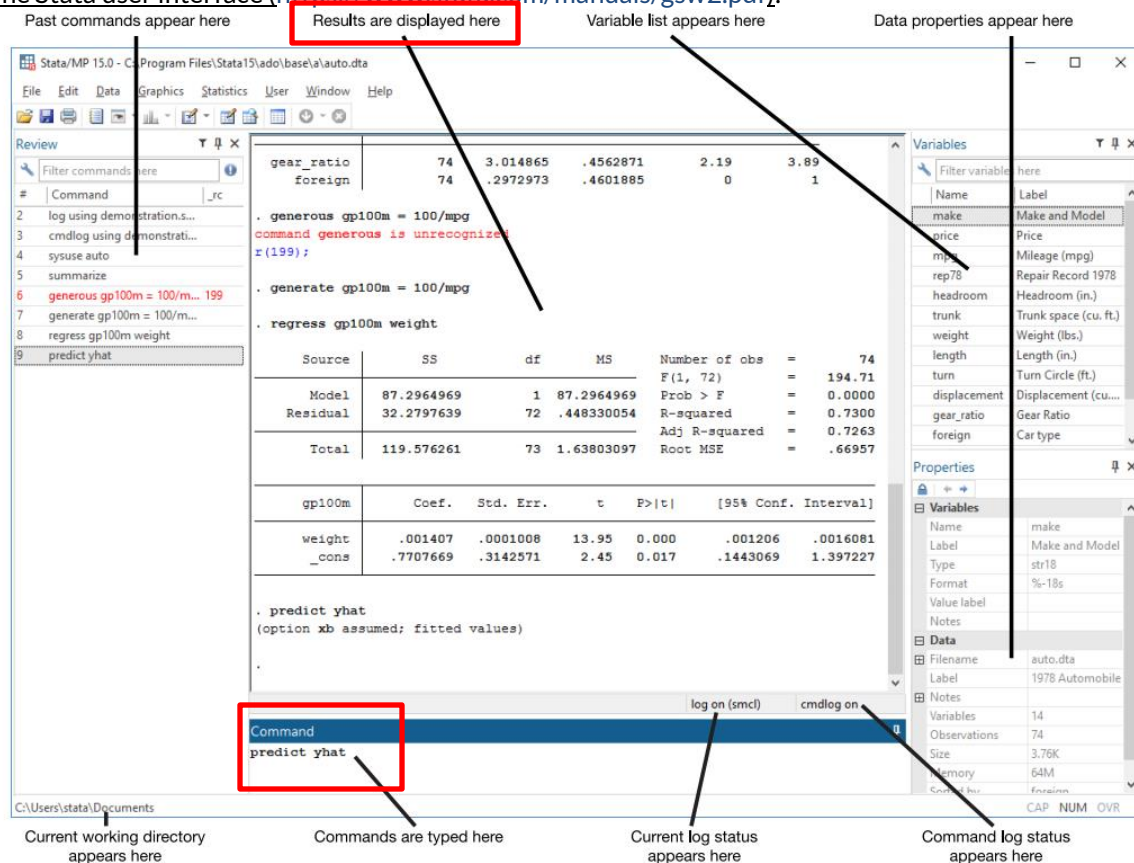 The Stata user interface (h m/manuals/gsw2.pdf).
Past commands appear here
Results are displayed here
Variable list appears here
Data properties appear here
Stata/MP 15.0 - C:\Program Files\Stata15\ado\base\a\auto.dta
File Edit Data Graphics Statistics User Window Help
Review
Filter commands here
# Command _rc
2 log using demonstration.s...
3 cmdlog using demonstrati...
4 sysuse auto
5 summarize
6 generous gp100m = 100/m... 199
7 generate gp100m = 100/m...
8 regress gp100m weight
9 predict yhat
gear_ratio 74 3.014865 .4562871 2.19 3.89
foreign 74 .2972973 .4601885 0 1
. generous gp100m = 100/mpg
command generous is unrecognized
r(199);
. generate gp100m = 100/mpg
. regress gp100m weight
Source SS df MS Number of obs = 74
F(1, 72) = 194.71
Model 87.2964969 1 87.2964969 Prob > F = 0.0000
Residual 32.2797639 72 .448330054 R-squared = 0.7300
Adj R-squared = 0.7263
Total 119.576261 73 1.63803097 Root MSE = .66957
gp100m Coef. Std. Err. t P>|t| [95% Conf. Interval]
weight .001407 .0001008 13.95 0.000 .001206 .0016081
_cons .7707669 .3142571 2.45 0.017 .1443069 1.397227
. predict yhat
(option xb assumed; fitted values)
.
log on (smcl) cmdlog on
Command
predict yhat
Variables
Filter variables here
Name Label
make Make and Model
price Price
mpg Mileage (mpg)
rep78 Repair Record 1978
headroom Headroom (in.)
trunk Trunk space (cu. ft.)
weight Weight (lbs.)
length Length (in.)
turn Turn Circle (ft.)
displacement Displacement (cu....
gear_ratio Gear Ratio
foreign Car type
Properties
Variables
Name make
Label Make and Model
Type str18
Format %-18s
Value label
Notes
Data
Filename auto.dta
Label 1978 Automobile
Notes
Variables 14
Observations 74
Size 3.76K
Memory 64M
Sorted by foreign
C:\Users\stata\Documents
CAP NUM OVR
Current working directory
appears here
Commands are typed here
Current log status
appears here
Command log status
appears here